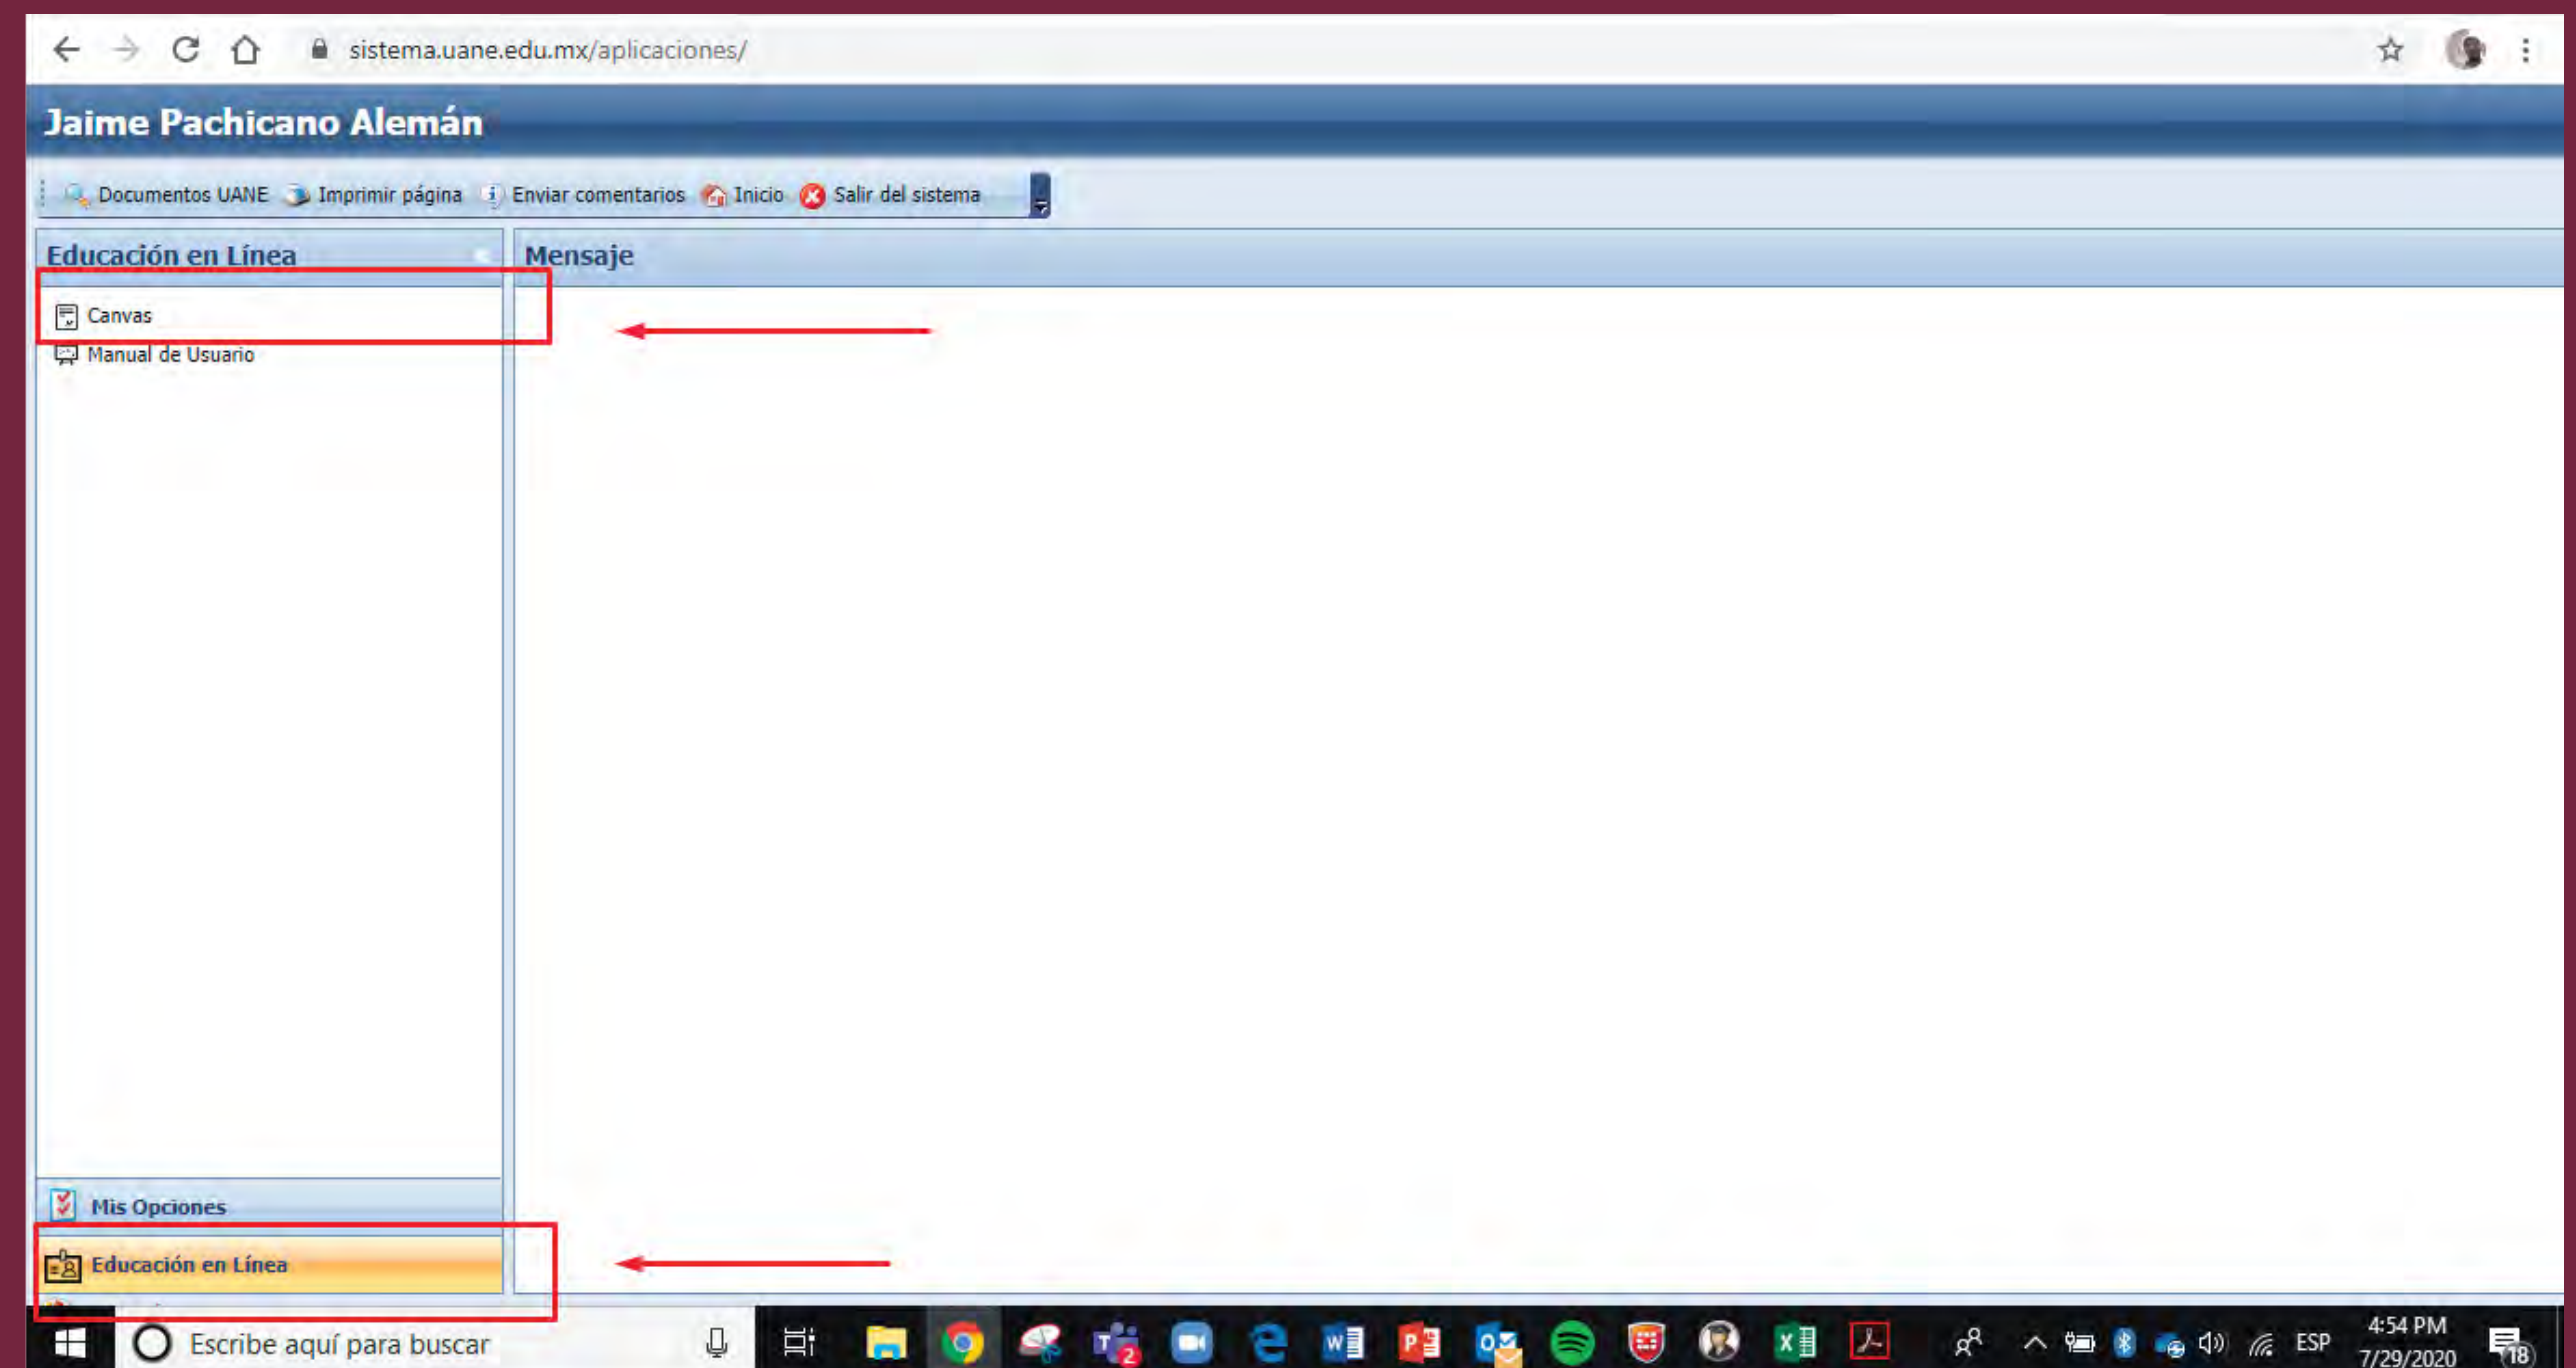 sistema.uane.edu.mx/aplicaciones/
Jaime Pachicano Alemán
Documentos UANE Imprimir página Enviar comentarios Inicio Salir del sistema
Educación en Línea
Mensaje
Canvas
Manual de Usuario
Mis Opciones
Educación en Línea
Escribe aquí para buscar
2
ESP
4:54 PM
7/29/2020
18